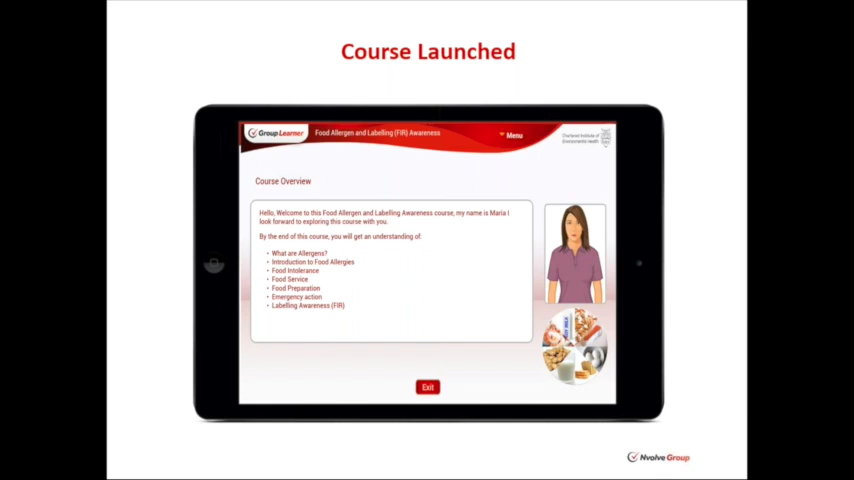 Course Launched
Group Learner
Food Allergen and Labelling (FIR) Awareness
Menu
Chartered Institute of
Environmental Health
Course Overview
Hello, Welcome to this Food Allergen and Labelling Awareness course, my name is Maria I
look forward to exploring this course with you.
By the end of this course, you will get an understanding of:
• What are Allergens?
• Introduction to Food Allergies
• Food Intolerance
• Food Service
• Food Preparation
• Emergency action
• Labelling Awareness (FIR)
Exit
Nvolve Group